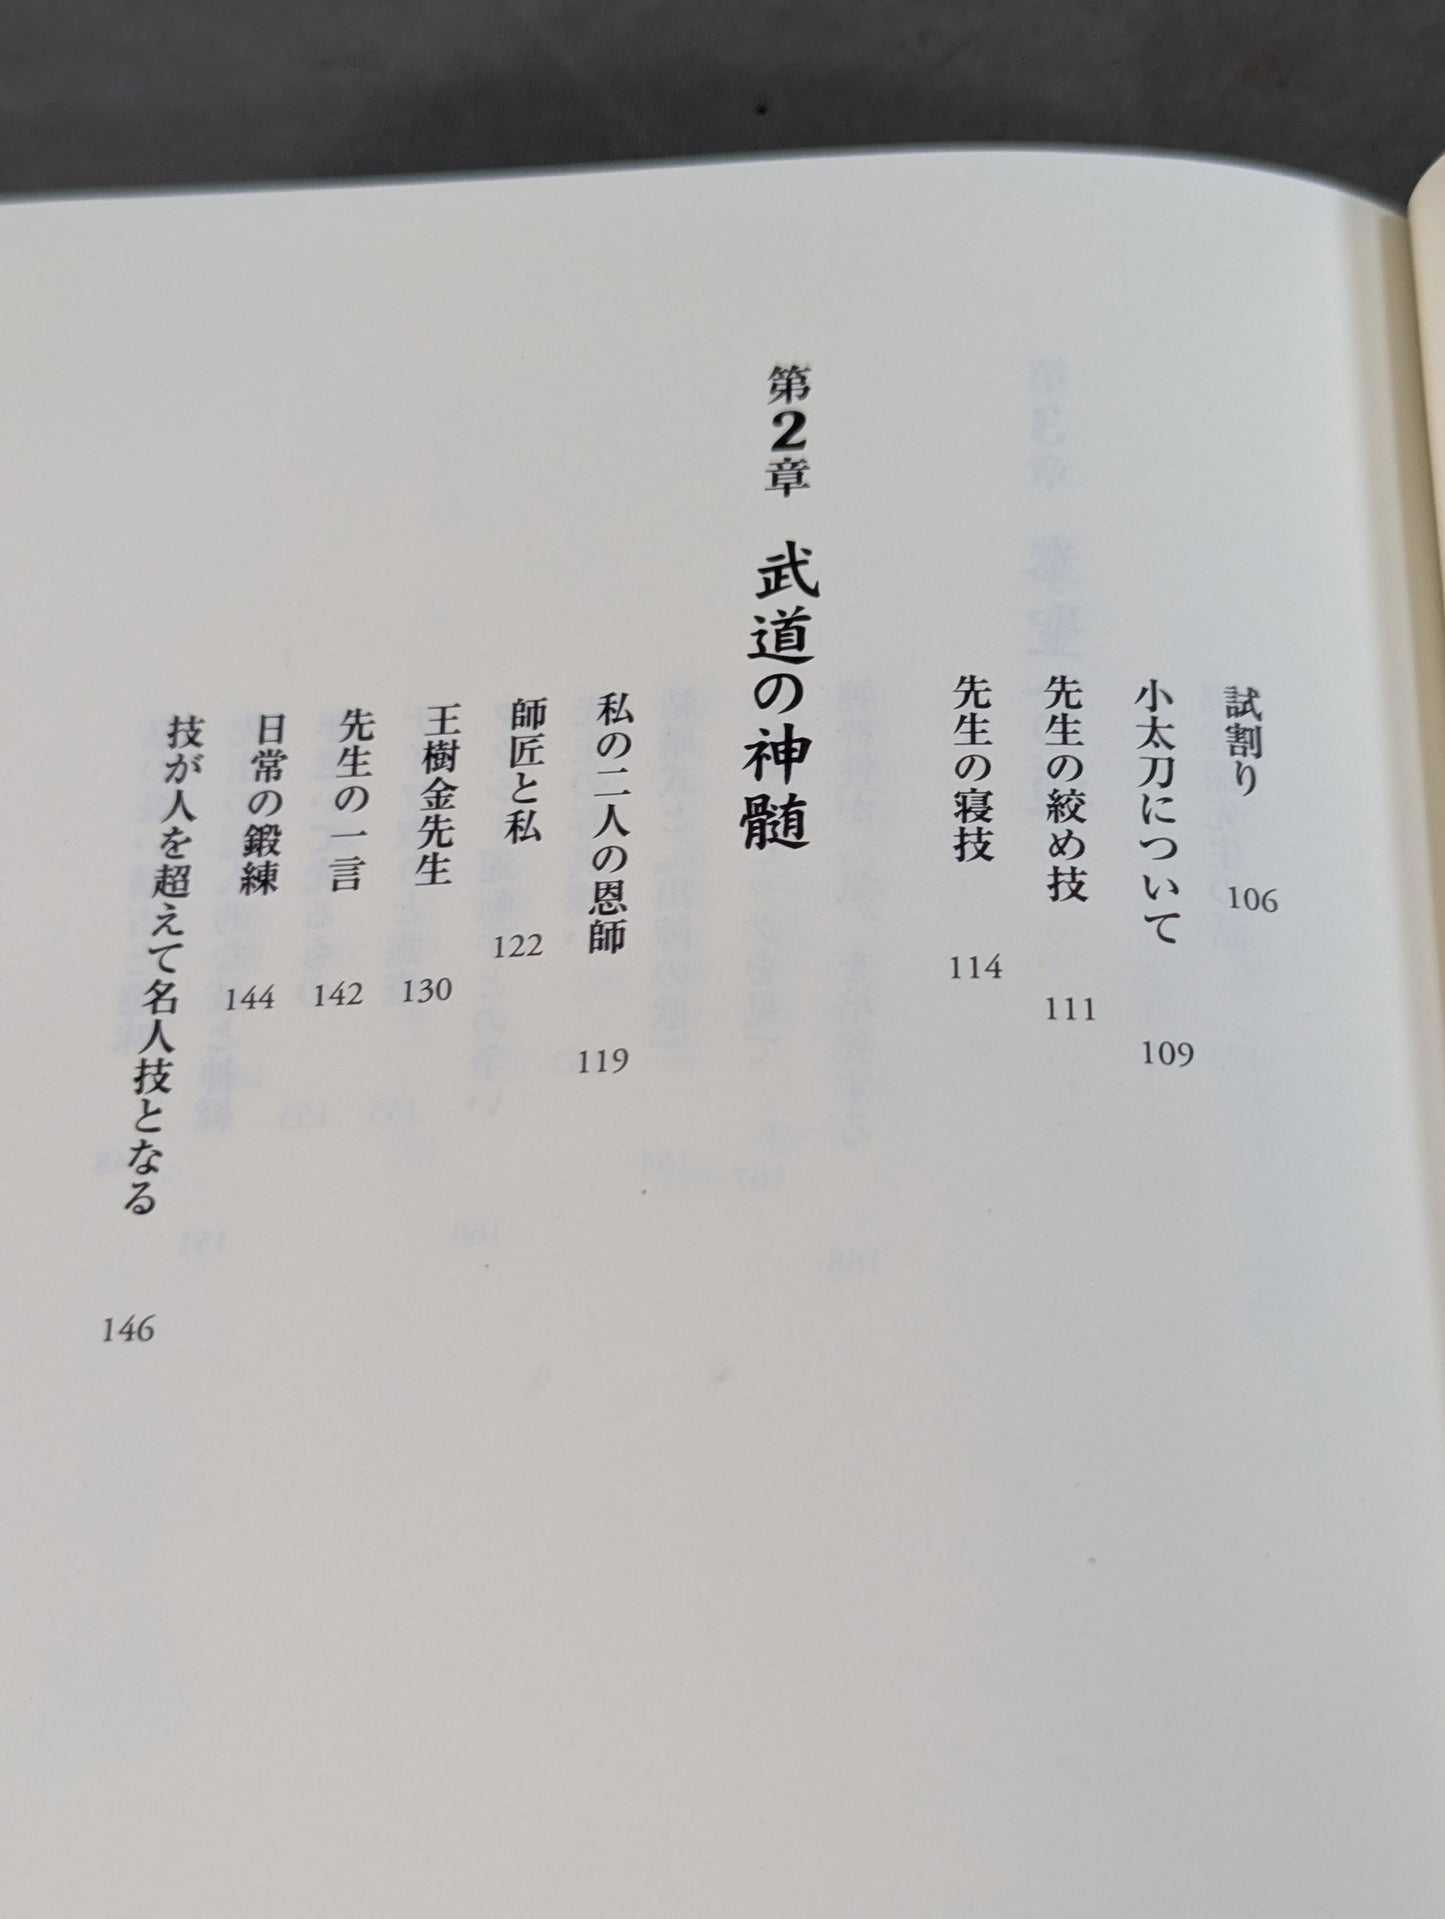 試割り 106
小太刀について 109
先生の絞め技 111
先生の寝技 114
第2章 武道の神髄
私の二人の恩師 119
師匠と私 122
王樹金先生 130
先生の一言 142
日常の鍛練 144
技が人を超えて名人技となる 146